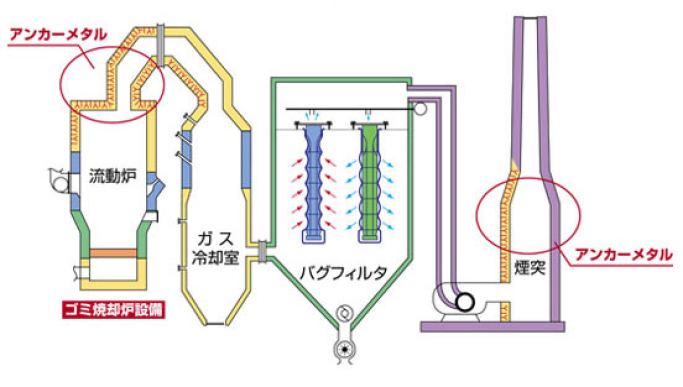 アンカーメタル
流動炉
ガス
冷却室
バグフィルタ
煙突
アンカーメタル
ゴミ焼却炉設備